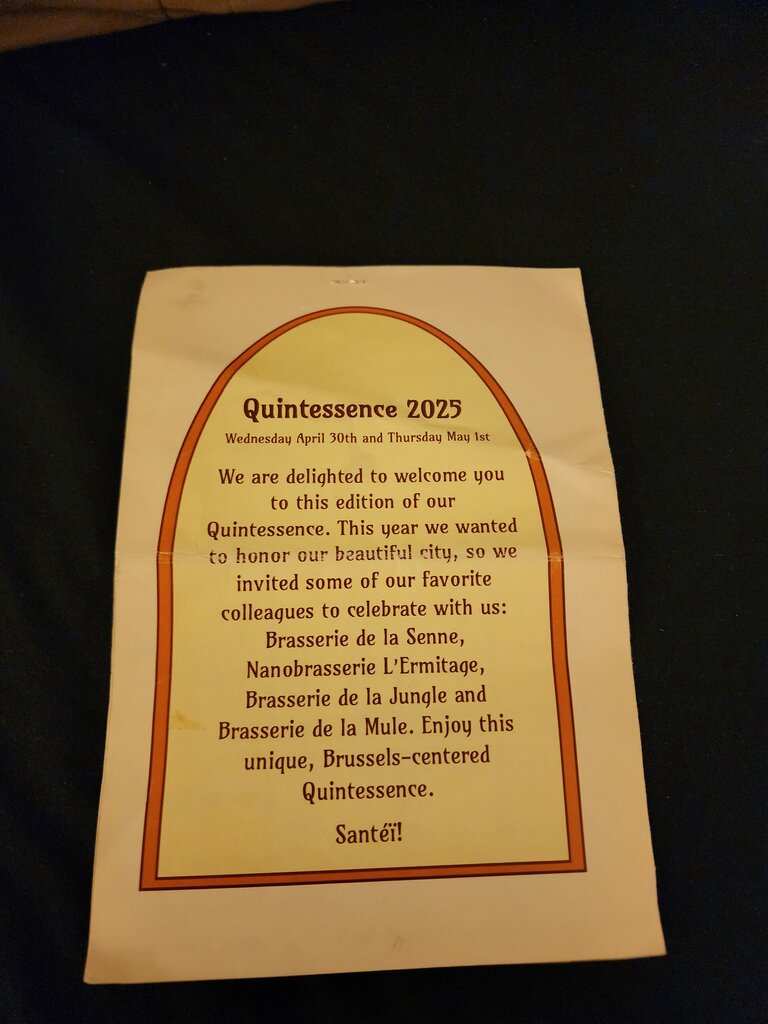 Quintessence 2025
Wednesday April 30th and Thursday May 1st
We are delighted to welcome you
to this edition of our
Quintessence. This year we wanted
to honor our beautiful city, so we
invited some of our favorite
colleagues to celebrate with us:
Brasserie de la Senne,
Nanobrasserie L'Ermitage,
Brasserie de la Jungle and
Brasserie de la Mule. Enjoy this
unique, Brussels-centered
Quintessence.
Santéï!